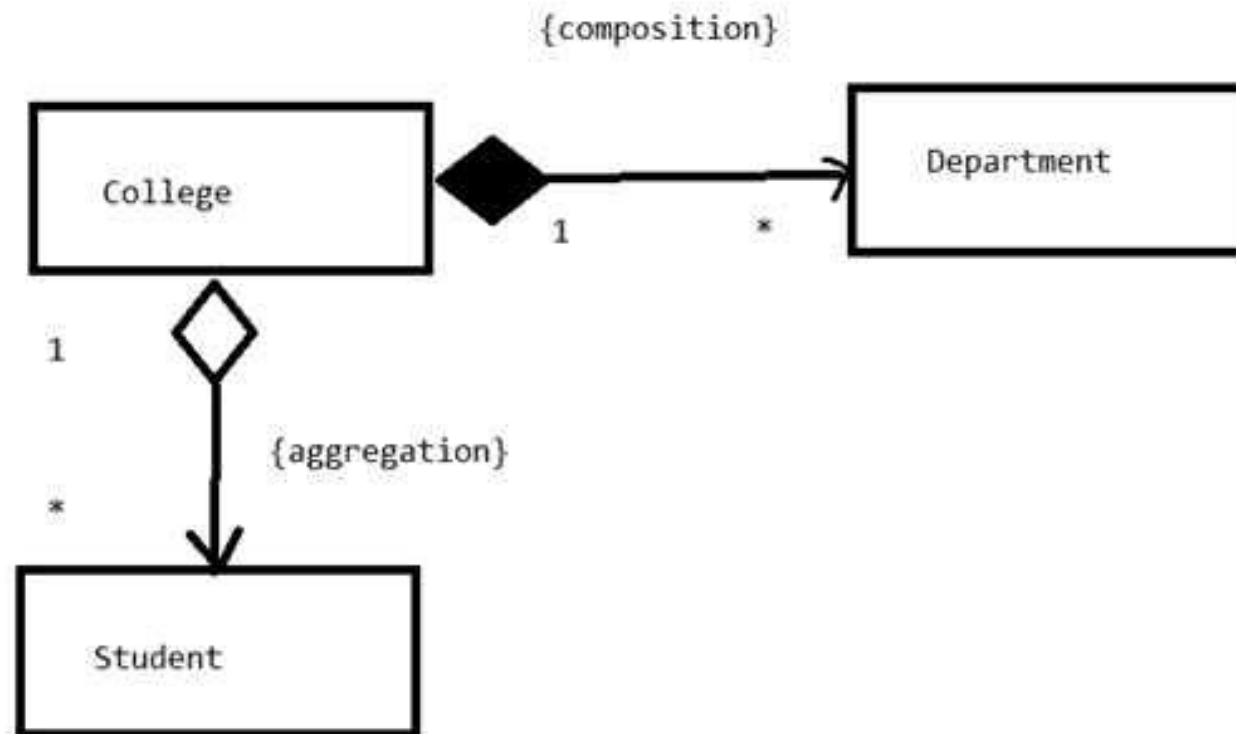 {composition}
College
Department
1 *
1
{aggregation}
*
Student